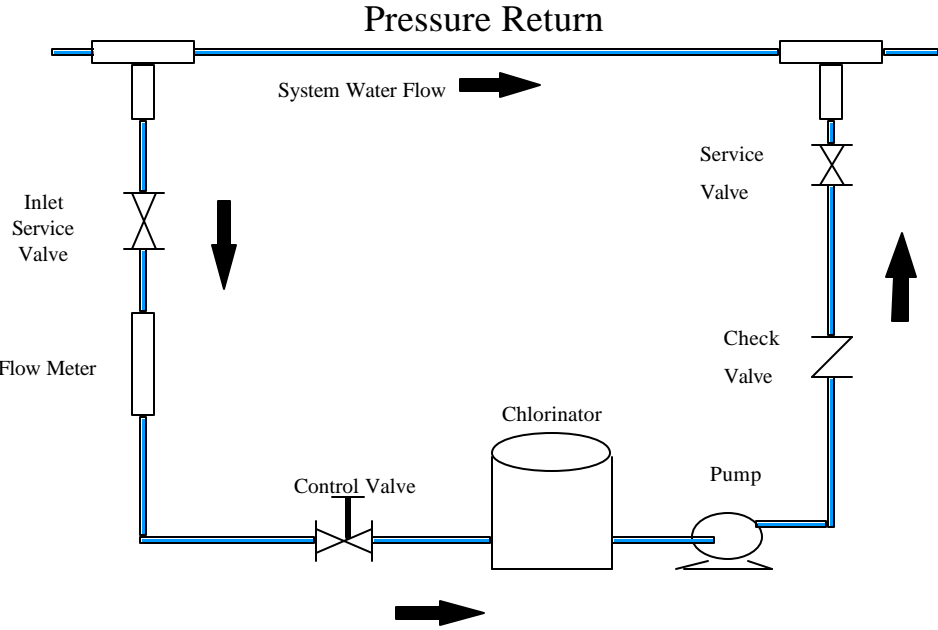 Pressure Return
System Water Flow
Service
Valve
Inlet
Service
Valve
Check
Valve
Flow Meter
Chlorinator
Pump
Control Valve